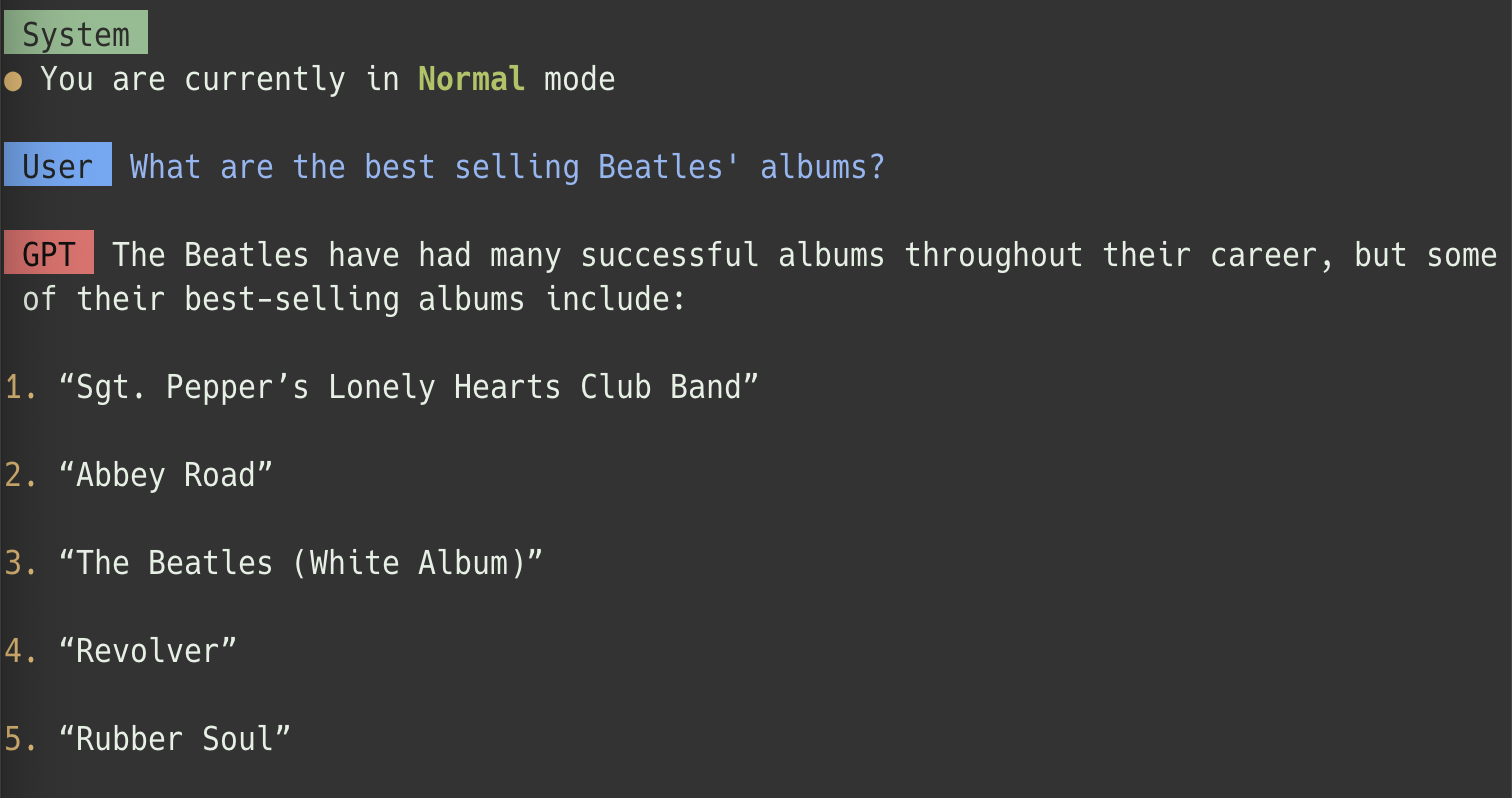 System
● You are currently in Normal mode
User What are the best selling Beatles' albums?
GPT The Beatles have had many successful albums throughout their career, but some
of their best-selling albums include:
1. “Sgt. Pepper’s Lonely Hearts Club Band”
2. “Abbey Road”
3. “The Beatles (White Album)”
4. “Revolver”
5. “Rubber Soul”